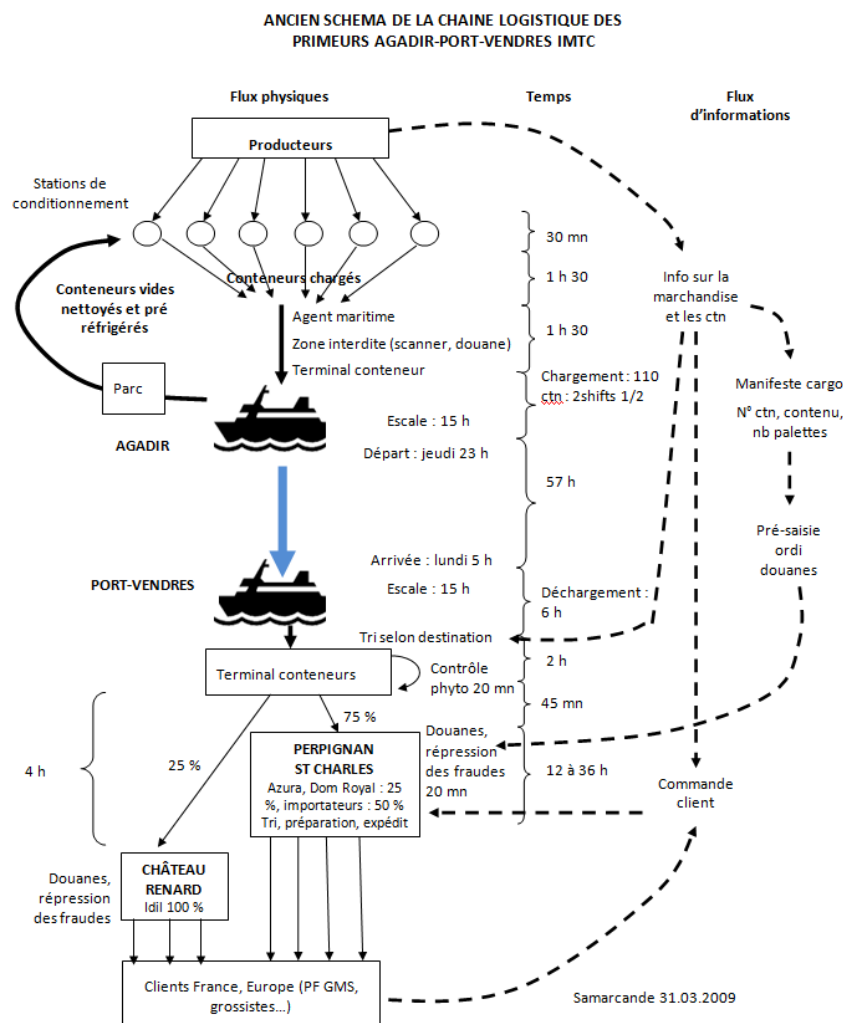 ANCIEN SCHEMA DE LA CHAINE LOGISTIQUE DES
PRIMEURS AGADIR-PORT-VENDRES IMTC
Flux physiques
Temps
Flux
d'informations
Producteurs
Stations de
conditionnement
30 mn
Conteneurs chargés
1 h 30
Conteneurs vides
nettoyés et pré
réfrigérés
Info sur la
marchandise
et les ctn
Agent maritime
Zone interdite (scanner, douane)
Terminal conteneur
1 h 30
Parc
Chargement : 110
ctn : 2shifts 1/2
Manifeste cargo
N° ctn, contenu,
nb palettes
Escale : 15 h
AGADIR
Départ : jeudi 23 h
57 h
Pré-saisie
ordi
douanes
Arrivée : lundi 5 h
PORT-VENDRES
Escale : 15 h
Déchargement :
6 h
Tri selon destination
Terminal conteneurs
Contrôle
phyto 20 mn
2 h
45 mn
75 %
25 %
4 h
PERPIGNAN
ST CHARLES
Azura, Dom Royal : 25
%, importateurs : 50 %
Tri, préparation, expédit
Douanes,
répression
des fraudes
20 mn
12 à 36 h
Commande
client
CHÂTEAU
RENARD
Idil 100 %
Douanes,
répression
des fraudes
Clients France, Europe (PF GMS,
grossistes...)
Samarcande 31.03.2009